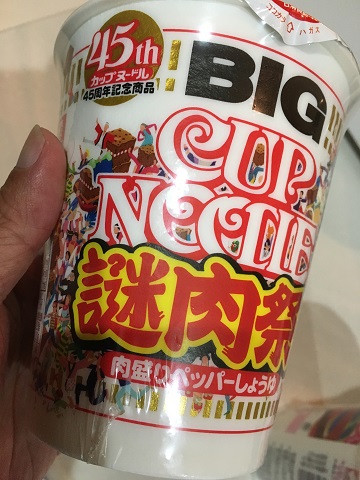 45th
カップヌードル
45周年記念商品
BIG
CUP
NOODLE
謎肉祭
肉盛りペッパーしょうゆ